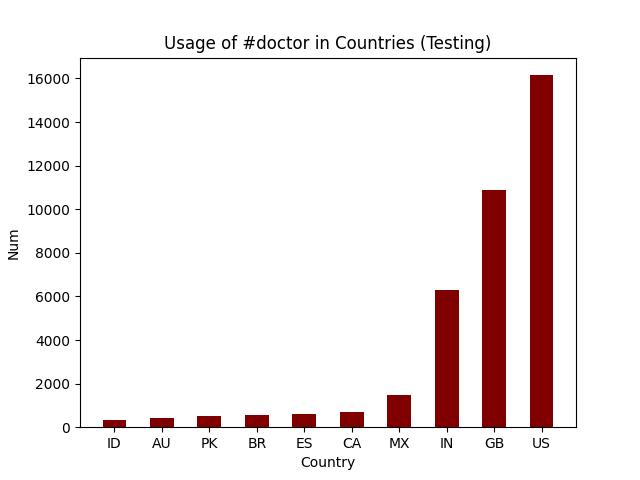 Usage of #doctor in Countries (Testing)
16000
14000
12000
10000
8000
6000
4000
2000
0
Num
ID AU PK BR ES CA MX IN GB US
Country